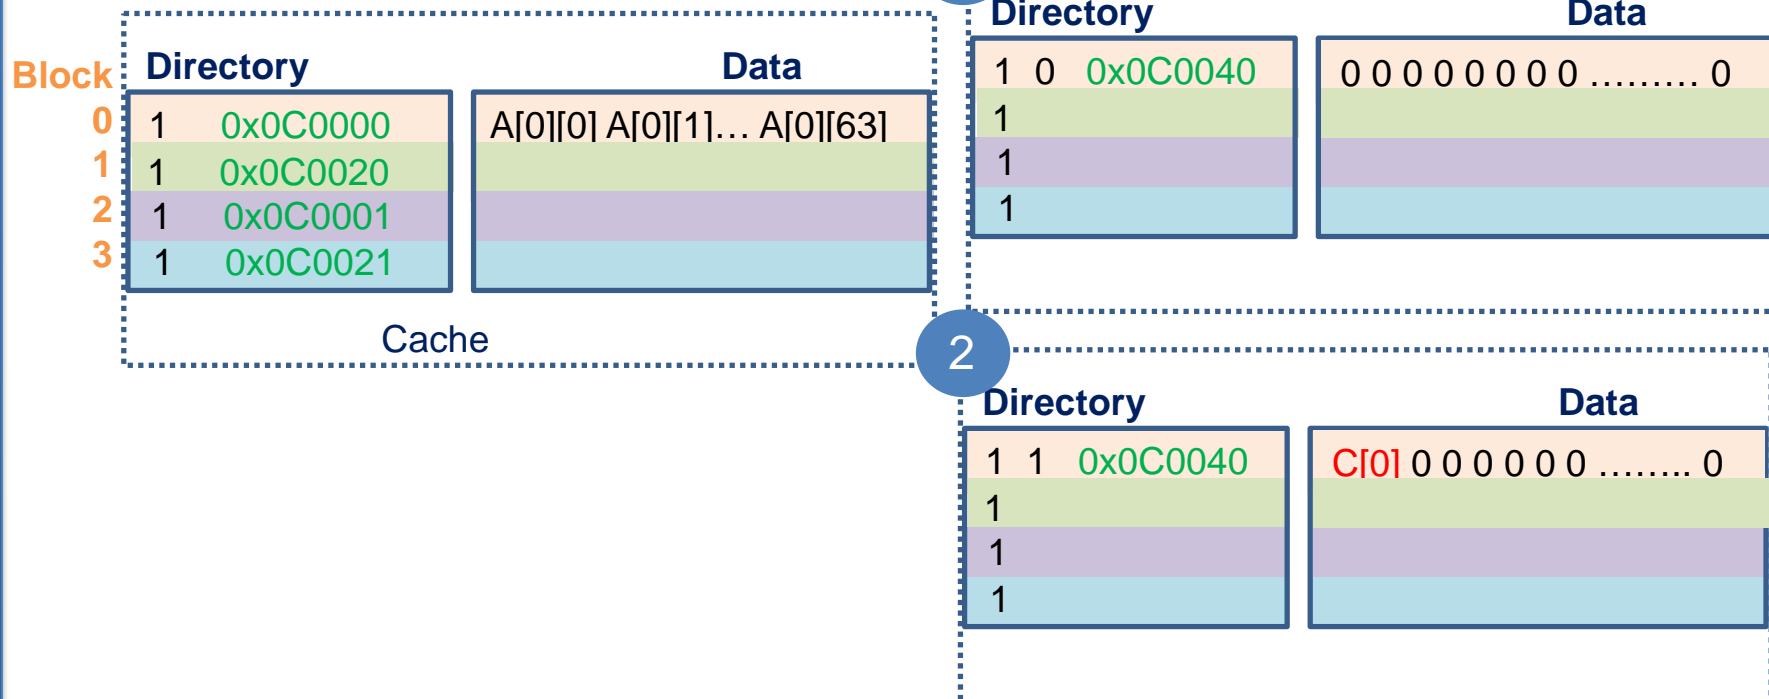 Directory Data
1 0 0x0C0040 0 0 0 0 0 0 0 0 ......... 0
1
1
1
Block
Directory Data
0 1 0x0C0000 A[0][0] A[0][1]… A[0][63]
1 1 0x0C0020
2 1 0x0C0001
3 1 0x0C0021
Cache
2
Directory Data
1 1 0x0C0040 C[0] 0 0 0 0 0 0 …….. 0
1
1
1